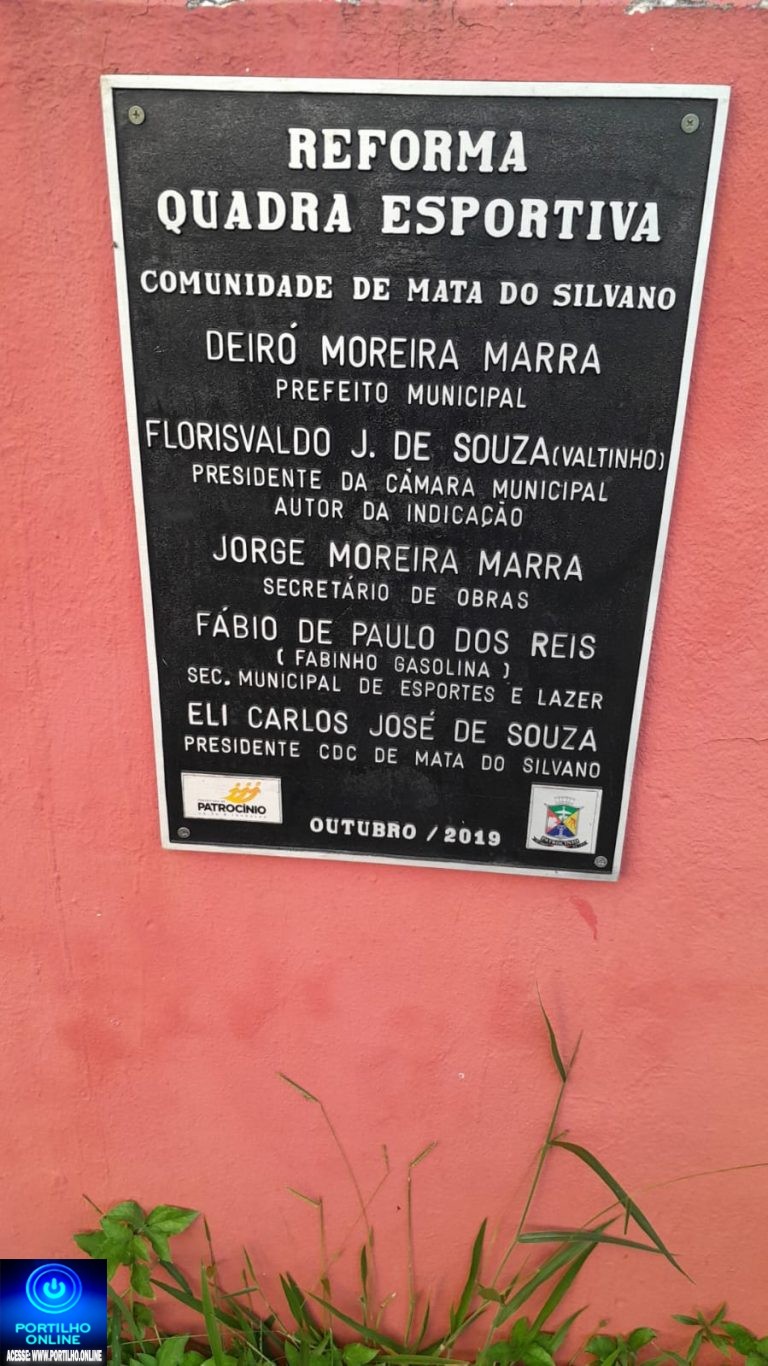 REFORMA
QUADRA ESPORTIVA
COMUNIDADE DE MATA DO SILVANO
DEIRÓ MOREIRA MARRA
PREFEITO MUNICIPAL
FLORISVALDO J. DE SOUZA (VALTINHO)
PRESIDENTE DA CÂMARA MUNICIPAL
AUTOR DA INDICAÇÃO
JORGE MOREIRA MARRA
SECRETÁRIO DE OBRAS
FÁBIO DE PAULO DOS REIS
( FABINHO GASOLINA )
SEC. MUNICIPAL DE ESPORTES E LAZER
ELI CARLOS JOSÉ DE SOUZA
PRESIDENTE CDC DE MATA DO SILVANO
PATROCÍNIO
OUTUBRO / 2019
PATROCINIO
PORTILHO
ONLINE
ACESSE: WWW.PORTILHO.ONLINE